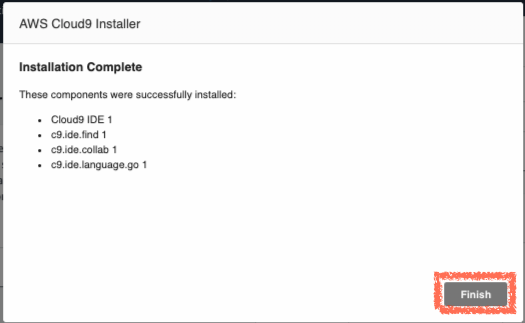 AWS Cloud9 Installer
Installation Complete
These components were successfully installed:
• Cloud9 IDE 1
• c9.ide.find 1
• c9.ide.collab 1
• c9.ide.language.go 1
Finish